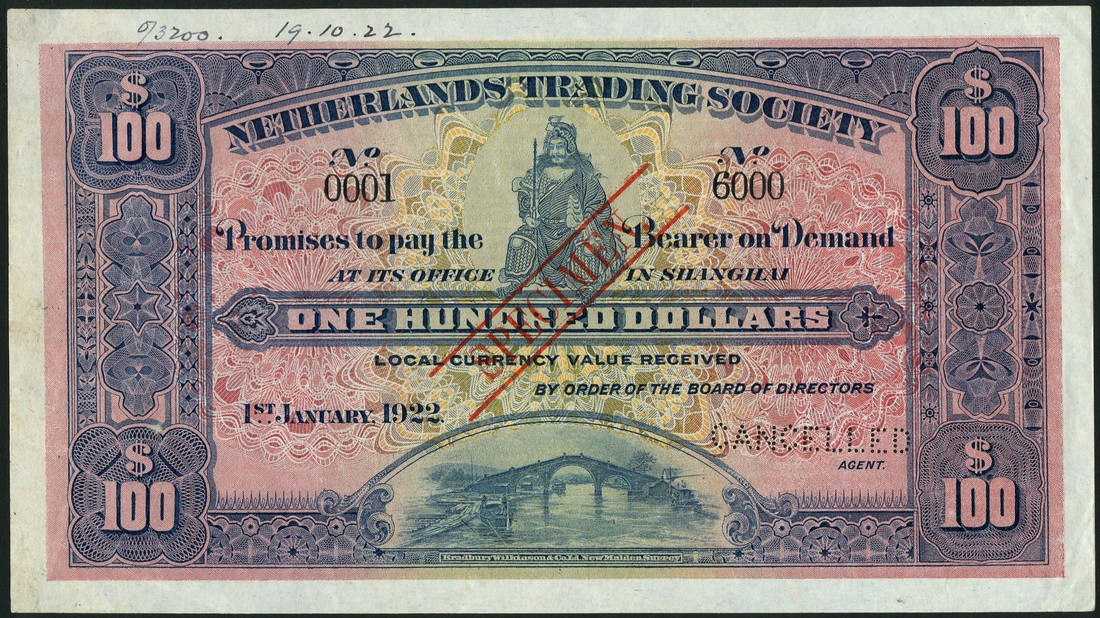 o/3200. 19.10.22.
$ 100
$ 100
NETHERLANDS TRADING SOCIETY
No 0001
No 6000
Promises to pay the Bearer on Demand
AT ITS OFFICE IN SHANGHAI
ONE HUNDRED DOLLARS
SPECIMEN
LOCAL CURRENCY VALUE RECEIVED
BY ORDER OF THE BOARD OF DIRECTORS
1ST JANUARY, 1922.
CANCELLED
AGENT.
$ 100
$ 100
Bradbury Wilkinson & Co. Ld. New Malden Surrey